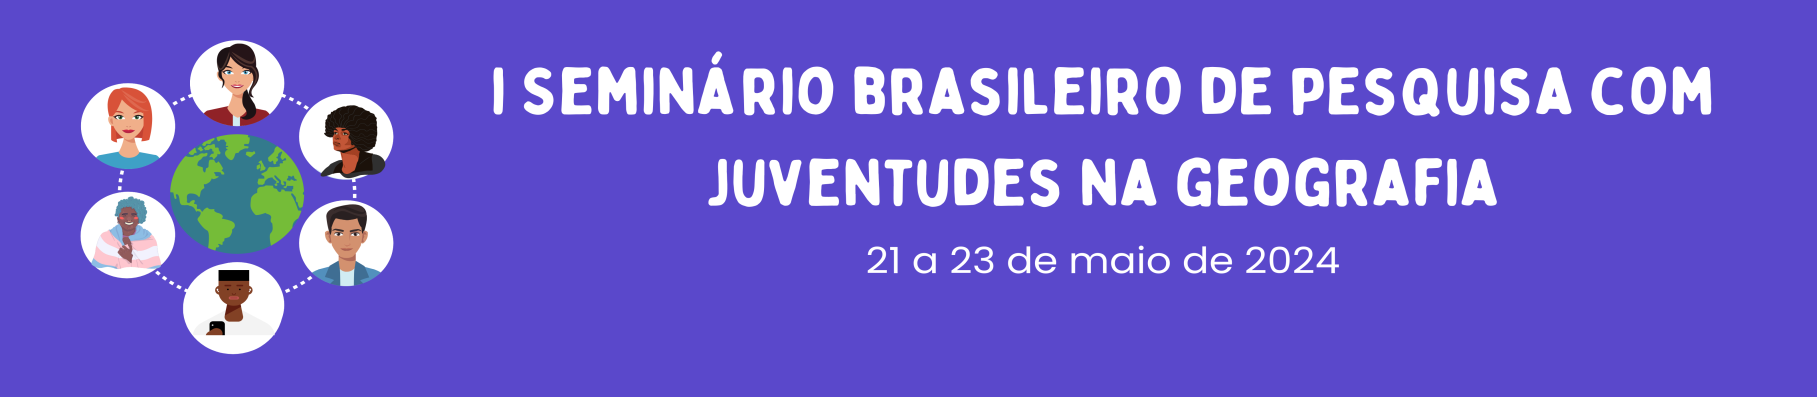 I SEMINÁRIO BRASILEIRO DE PESQUISA COM
JUVENTUDES NA GEOGRAFIA
21 a 23 de maio de 2024